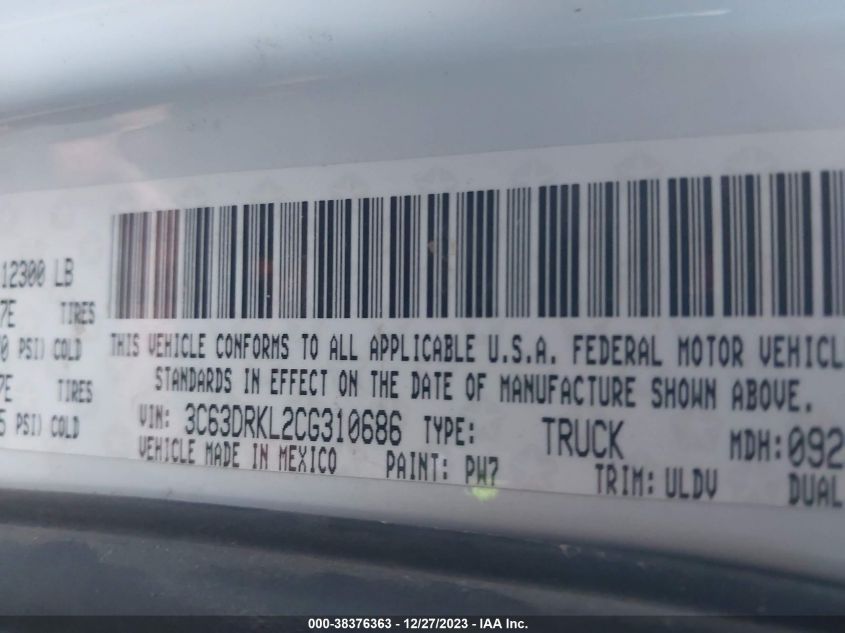 12300 LB
7E TIRES
0 PSI) COLD
7E TIRES
5 PSI) COLD
THIS VEHICLE CONFORMS TO ALL APPLICABLE U.S.A. FEDERAL MOTOR VEHICL
STANDARDS IN EFFECT ON THE DATE OF MANUFACTURE SHOWN ABOVE.
VIN: 3C63DRKL2CG310686 TYPE: TRUCK MDH:092
VEHICLE MADE IN MEXICO PAINT: PW7 TRIM: ULDV DUAL
000-38376363 – 12/27/2023 – IAA Inc.